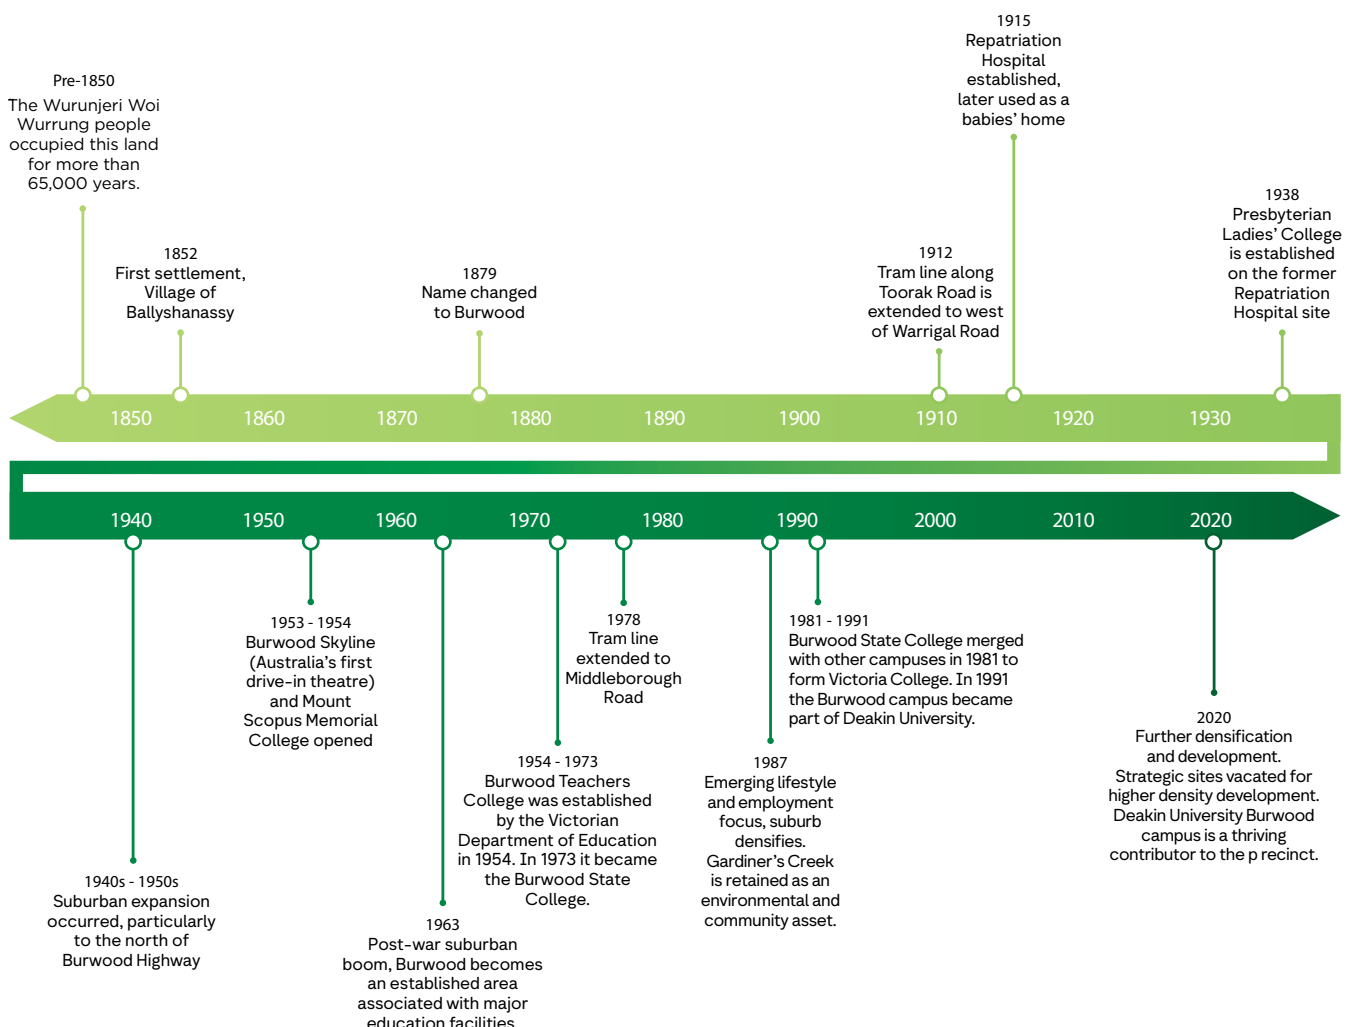 Pre-1850
The Wurunjeri Woi
Wurrung people
occupied this land
for more than
65,000 years.
1852
First settlement,
Village of
Ballyshanassy
1879
Name changed
to Burwood
1912
Tram line along
Toorak Road is
extended to west
of Warrigal Road
1915
Repatriation
Hospital
established,
later used as a
babies' home
1938
Presbyterian
Ladies' College
is established
on the former
Repatriation
Hospital site
1850 1860 1870 1880 1890 1900 1910 1920 1930
1940 1950 1960 1970 1980 1990 2000 2010 2020
1940s - 1950s
Suburban expansion
occurred, particularly
to the north of
Burwood Highway
1953 - 1954
Burwood Skyline
(Australia's first
drive-in theatre)
and Mount
Scopus Memorial
College opened
1963
Post-war suburban
boom, Burwood becomes
an established area
associated with major
education facilities
1954 - 1973
Burwood Teachers
College was established
by the Victorian
Department of Education
in 1954. In 1973 it became
the Burwood State
College.
1978
Tram line
extended to
Middleborough
Road
1987
Emerging lifestyle
and employment
focus, suburb
densifies.
Gardiner's Creek
is retained as an
environmental and
community asset.
1981 - 1991
Burwood State College merged
with other campuses in 1981 to
form Victoria College. In 1991
the Burwood campus became
part of Deakin University.
2020
Further densification
and development.
Strategic sites vacated for
higher density development.
Deakin University Burwood
campus is a thriving
contributor to the p recinct.